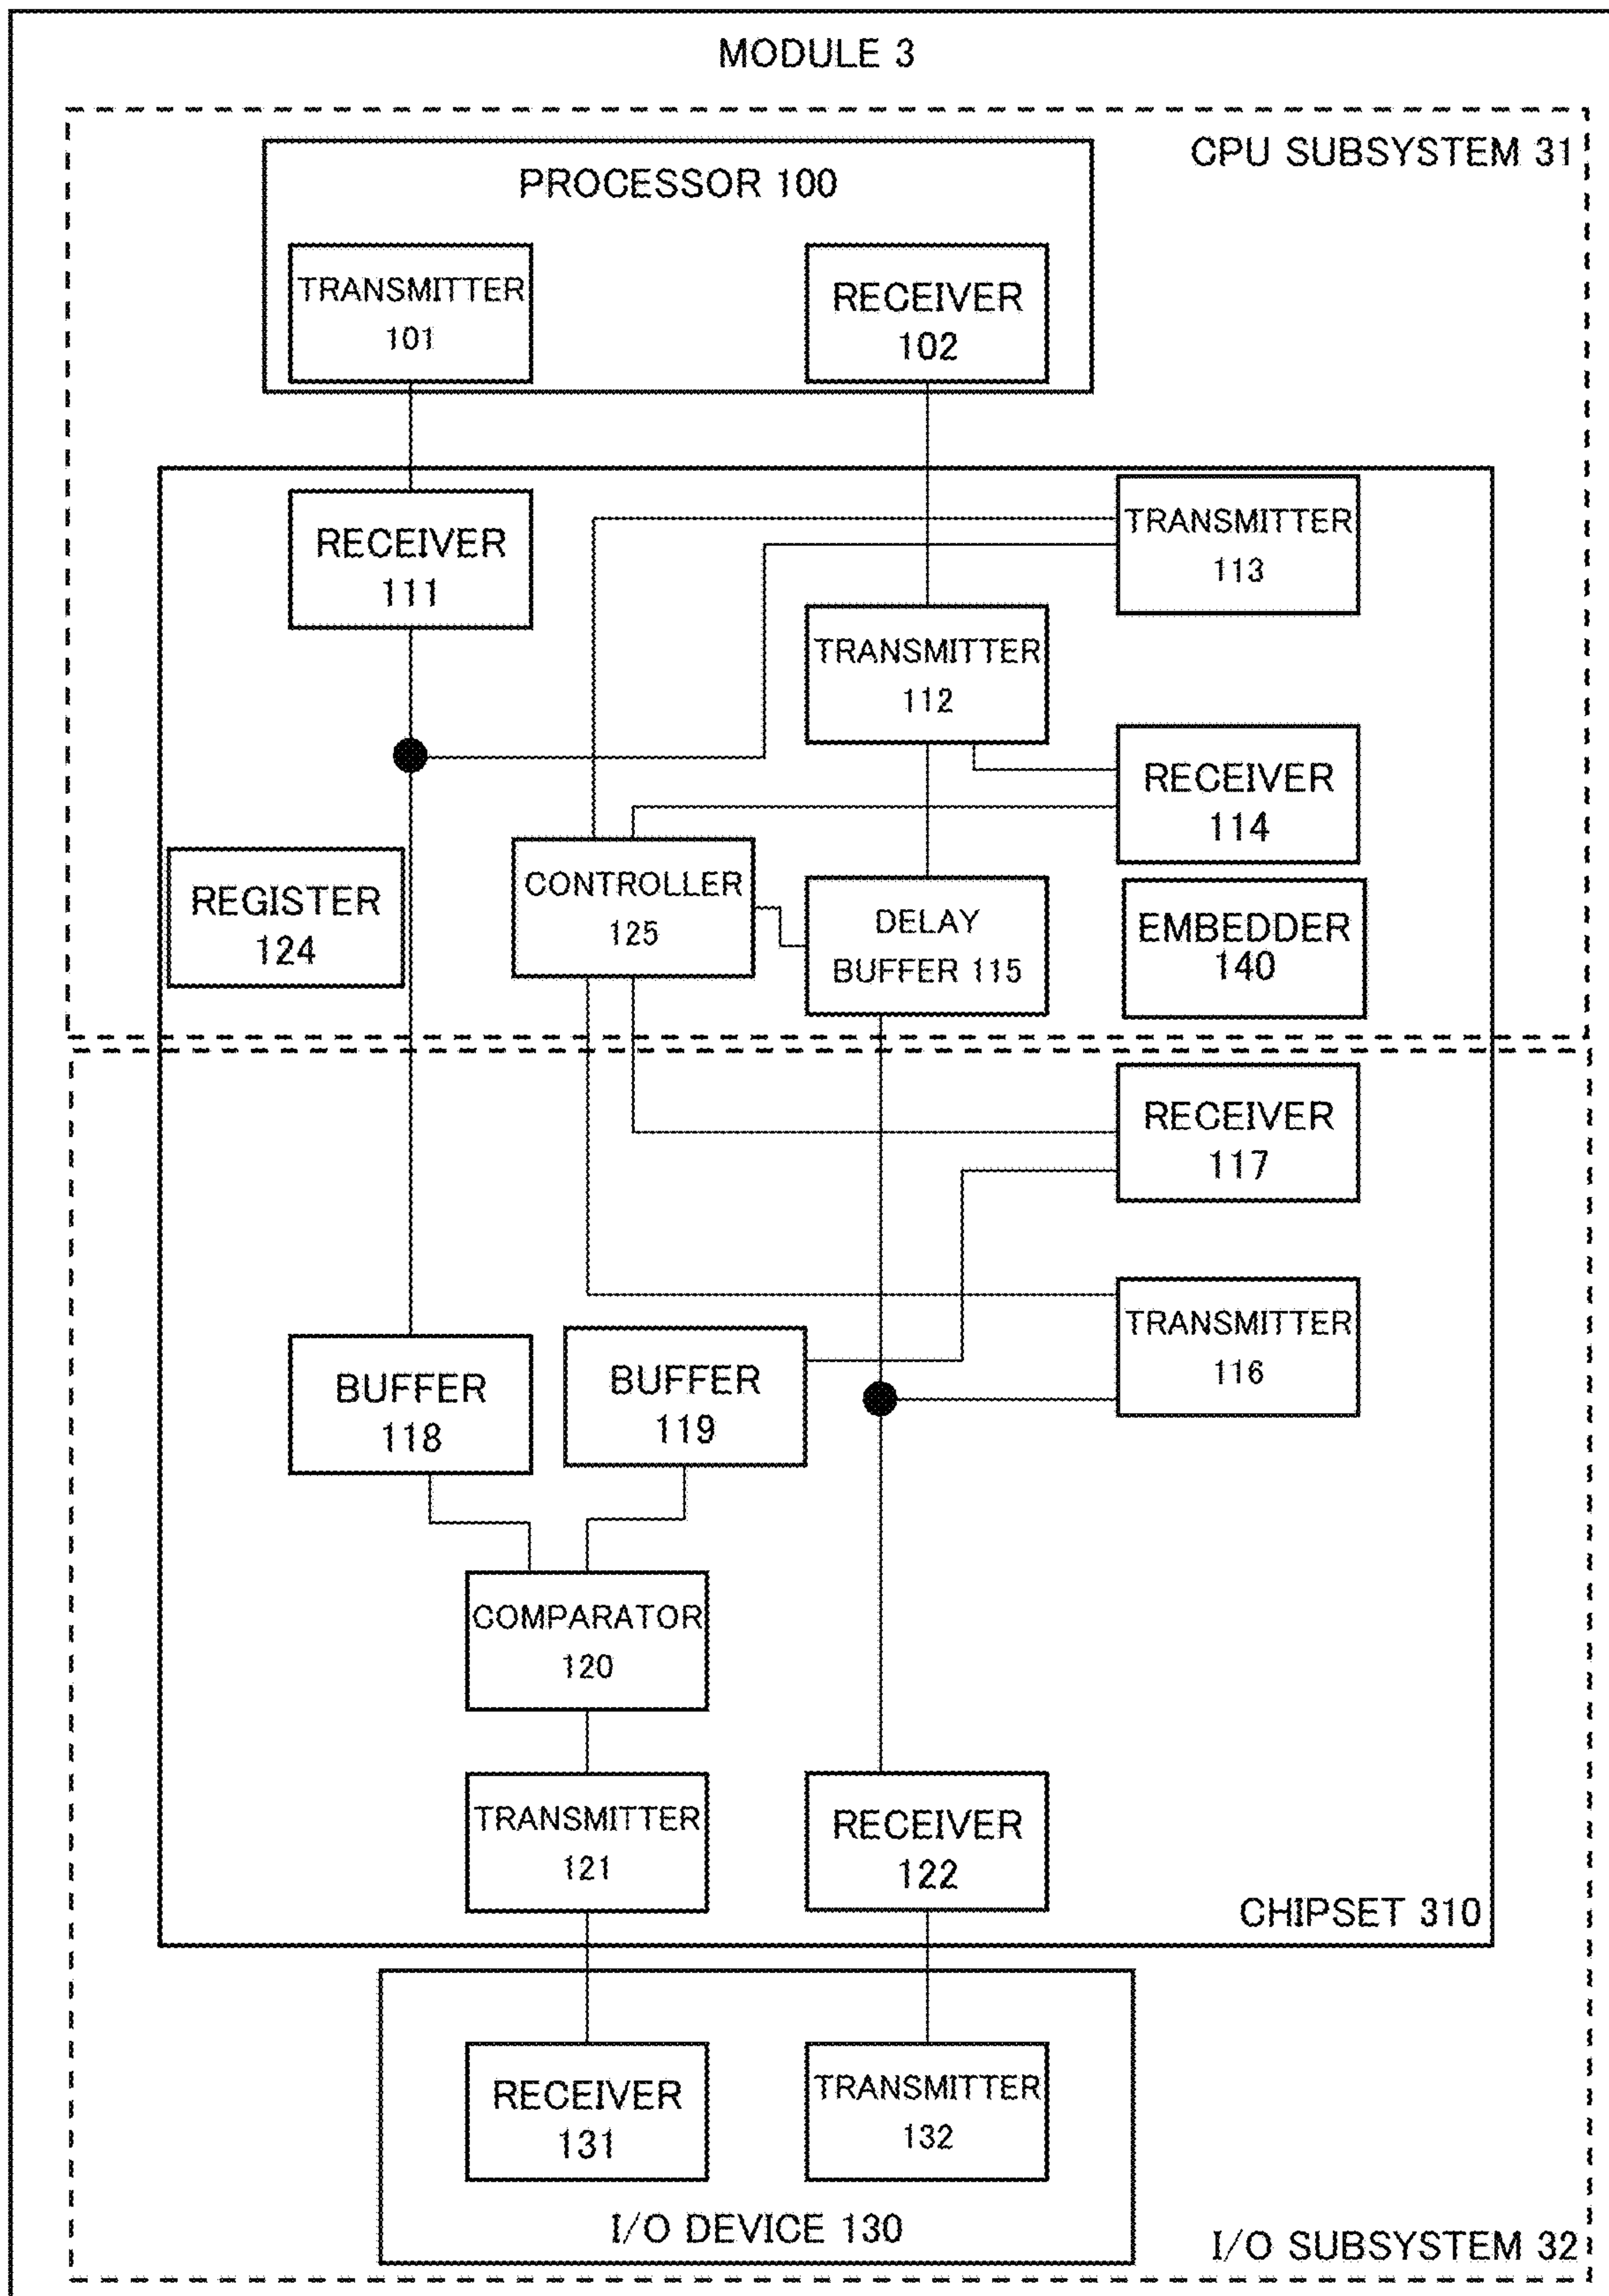 MODULE 3
CPU SUBSYSTEM 31
PROCESSOR 100
TRANSMITTER
101
RECEIVER
102
RECEIVER
111
TRANSMITTER
113
TRANSMITTER
112
RECEIVER
114
REGISTER
124
CONTROLLER
125
DELAY
BUFFER 115
EMBEDDER
140
RECEIVER
117
TRANSMITTER
116
BUFFER
118
BUFFER
119
COMPARATOR
120
TRANSMITTER
121
RECEIVER
122
CHIPSET 310
RECEIVER
131
TRANSMITTER
132
I/O DEVICE 130
I/O SUBSYSTEM 32